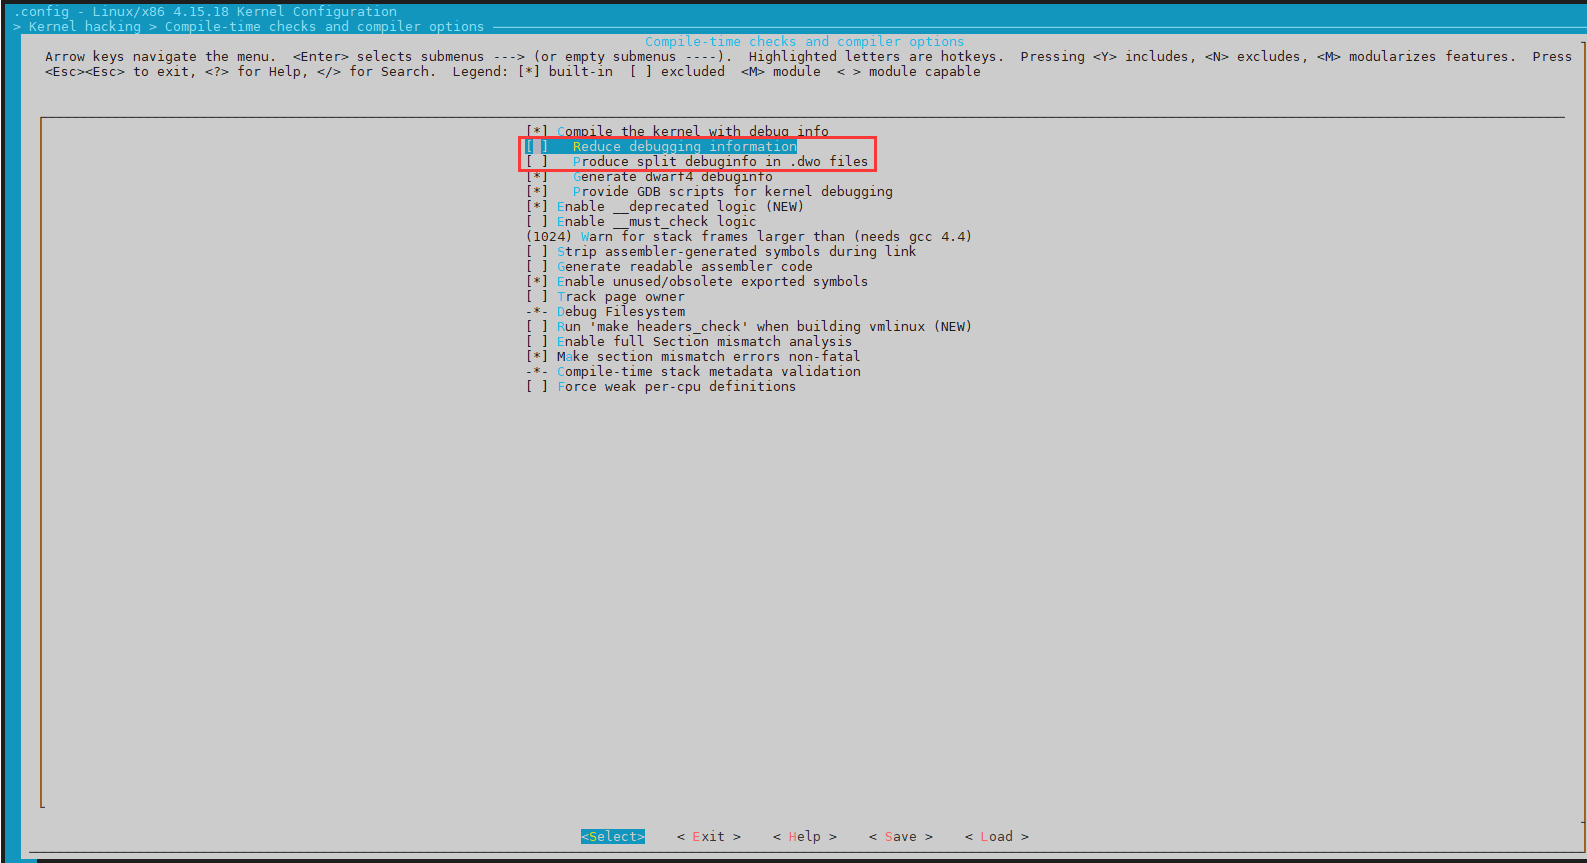 .config - Linux/x86 4.15.18 Kernel Configuration
> Kernel hacking > Compile-time checks and compiler options
Compile-time checks and compiler options
Arrow keys navigate the menu.  <Enter> selects submenus ---> (or empty submenus ----).  Highlighted letters are hotkeys.  Pressing <Y> includes, <N> excludes, <M> modularizes features.  Press
<Esc><Esc> to exit, <?> for Help, </> for Search.  Legend: [*] built-in  [ ] excluded  <M> module  < > module capable
[*] Compile the kernel with debug info
[ ]   Reduce debugging information
[ ]   Produce split debuginfo in .dwo files
[*]   Generate dwarf4 debuginfo
[*]   Provide GDB scripts for kernel debugging
[*] Enable __deprecated logic (NEW)
[ ] Enable __must_check logic
(1024) Warn for stack frames larger than (needs gcc 4.4)
[ ] Strip assembler-generated symbols during link
[ ] Generate readable assembler code
[*] Enable unused/obsolete exported symbols
[ ] Track page owner
-*- Debug Filesystem
[ ] Run 'make headers_check' when building vmlinux (NEW)
[ ] Enable full Section mismatch analysis
[*] Make section mismatch errors non-fatal
-*- Compile-time stack metadata validation
[ ] Force weak per-cpu definitions
<Select>    < Exit >    < Help >    < Save >    < Load >